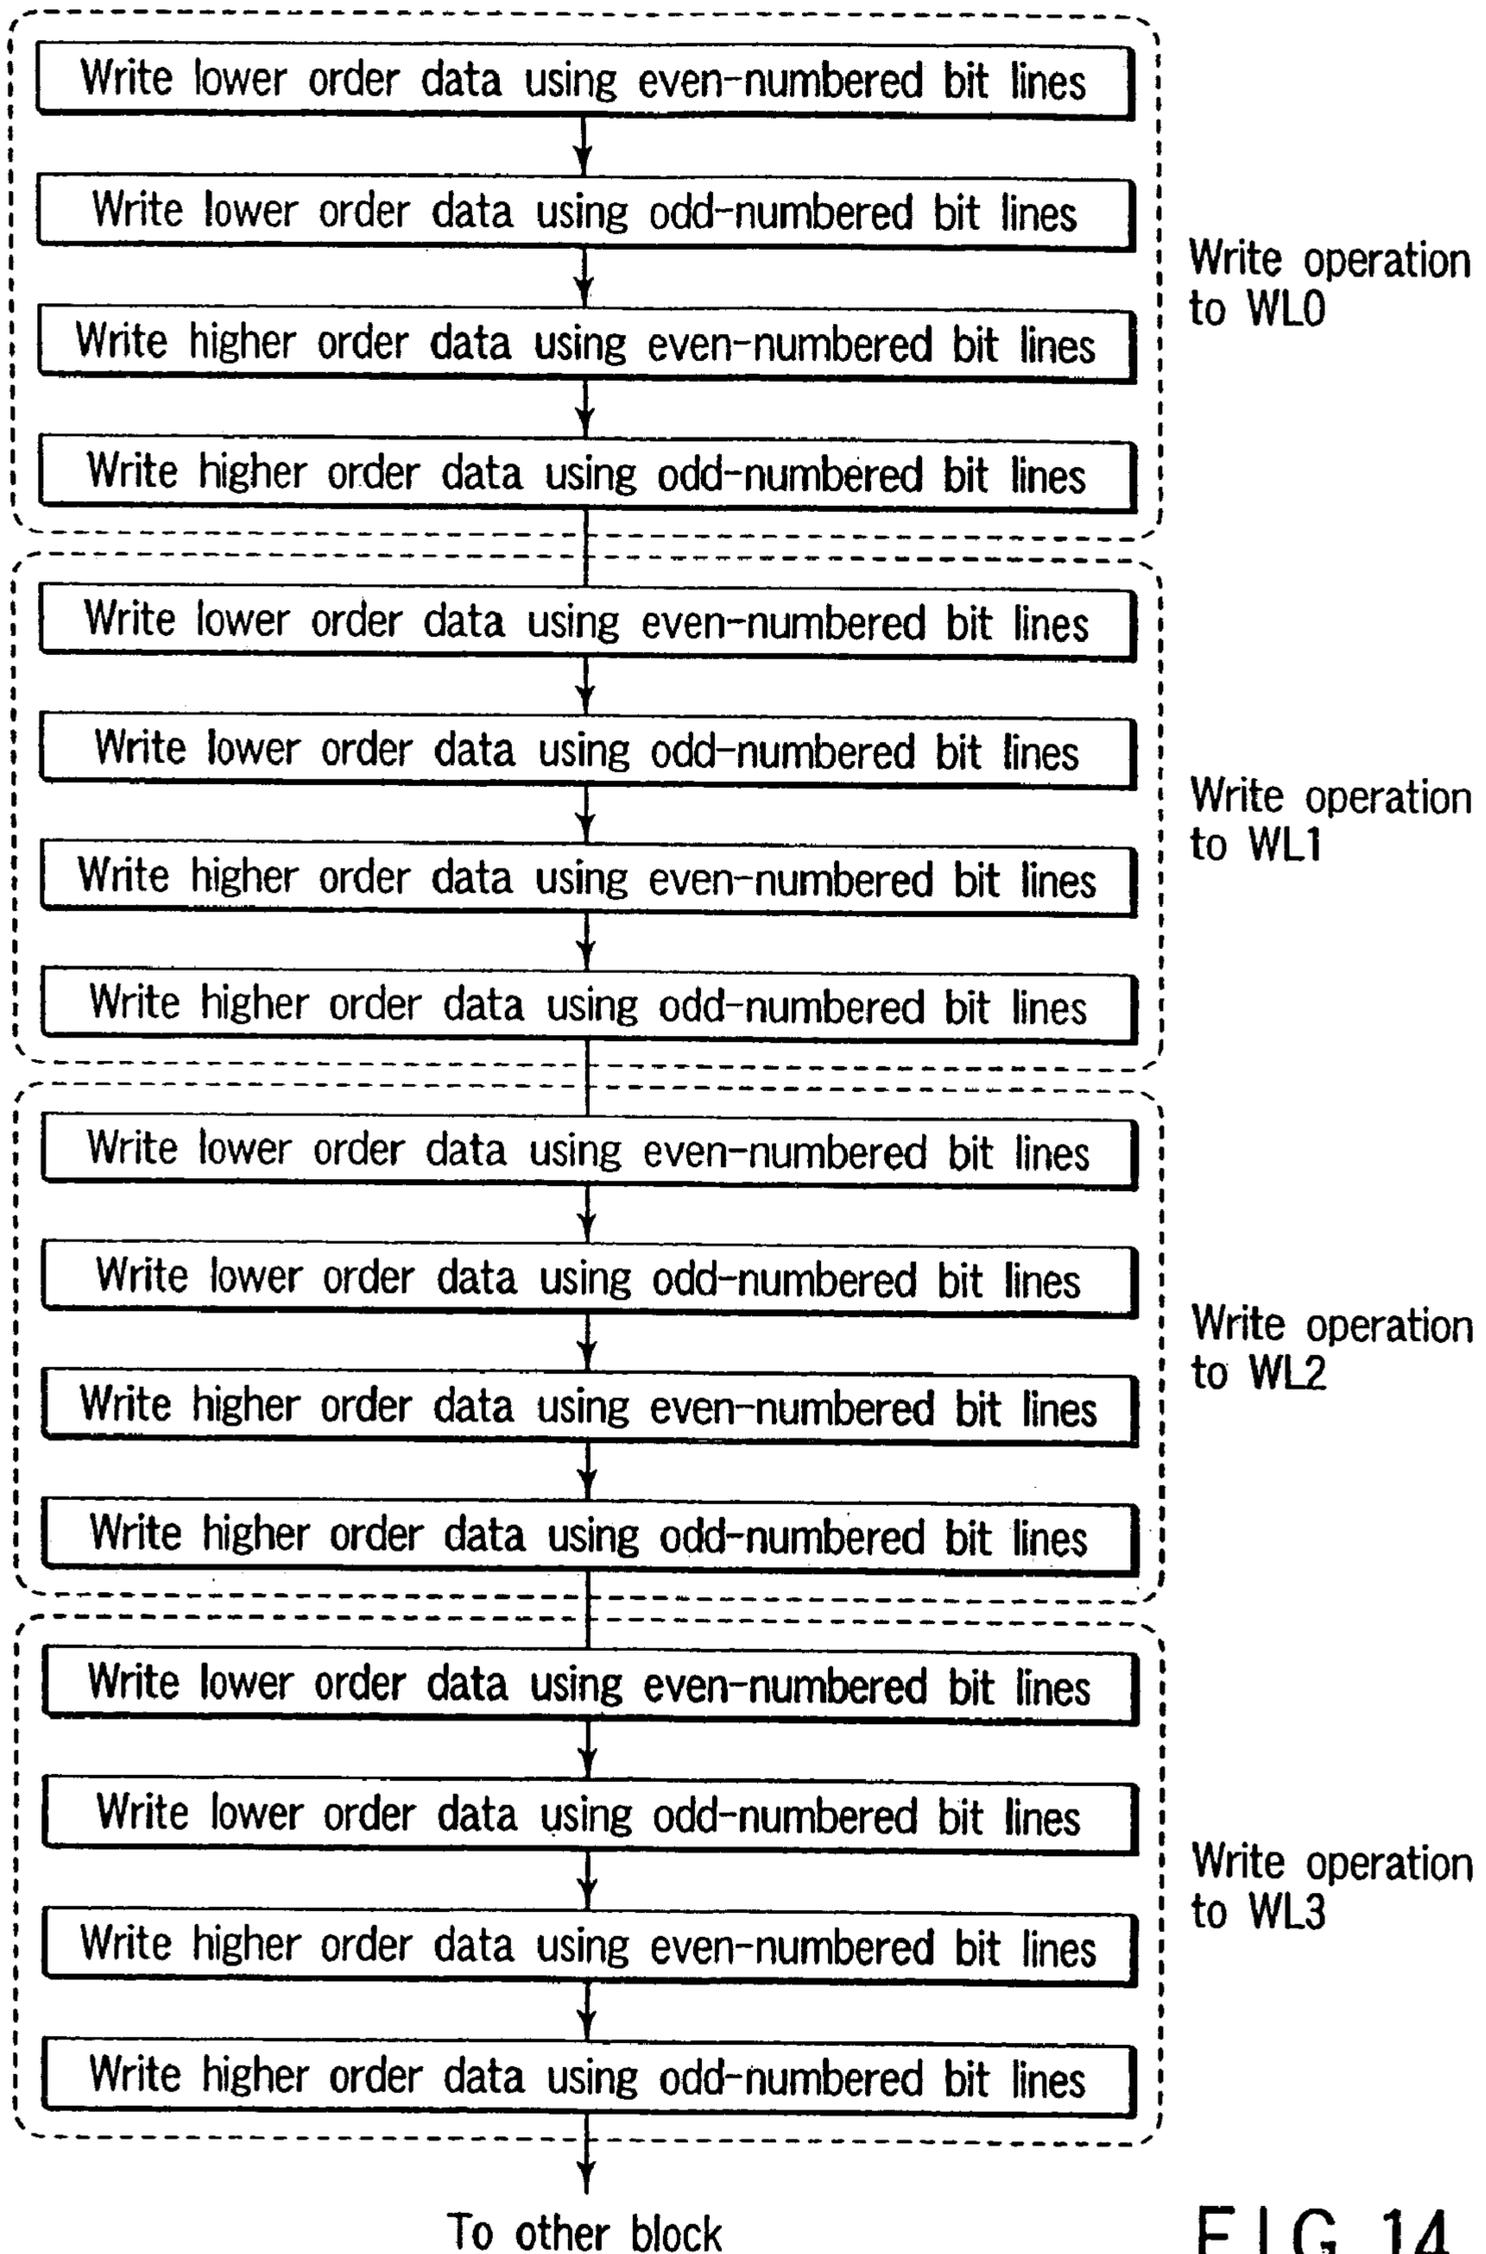 Write lower order data using even-numbered bit lines
Write lower order data using odd-numbered bit lines
Write operation
to WL0
Write higher order data using even-numbered bit lines
Write higher order data using odd-numbered bit lines
Write lower order data using even-numbered bit lines
Write lower order data using odd-numbered bit lines
Write operation
to WL1
Write higher order data using even-numbered bit lines
Write higher order data using odd-numbered bit lines
Write lower order data using even-numbered bit lines
Write lower order data using odd-numbered bit lines
Write operation
to WL2
Write higher order data using even-numbered bit lines
Write higher order data using odd-numbered bit lines
Write lower order data using even-numbered bit lines
Write lower order data using odd-numbered bit lines
Write operation
to WL3
Write higher order data using even-numbered bit lines
Write higher order data using odd-numbered bit lines
To other block
FIG. 14